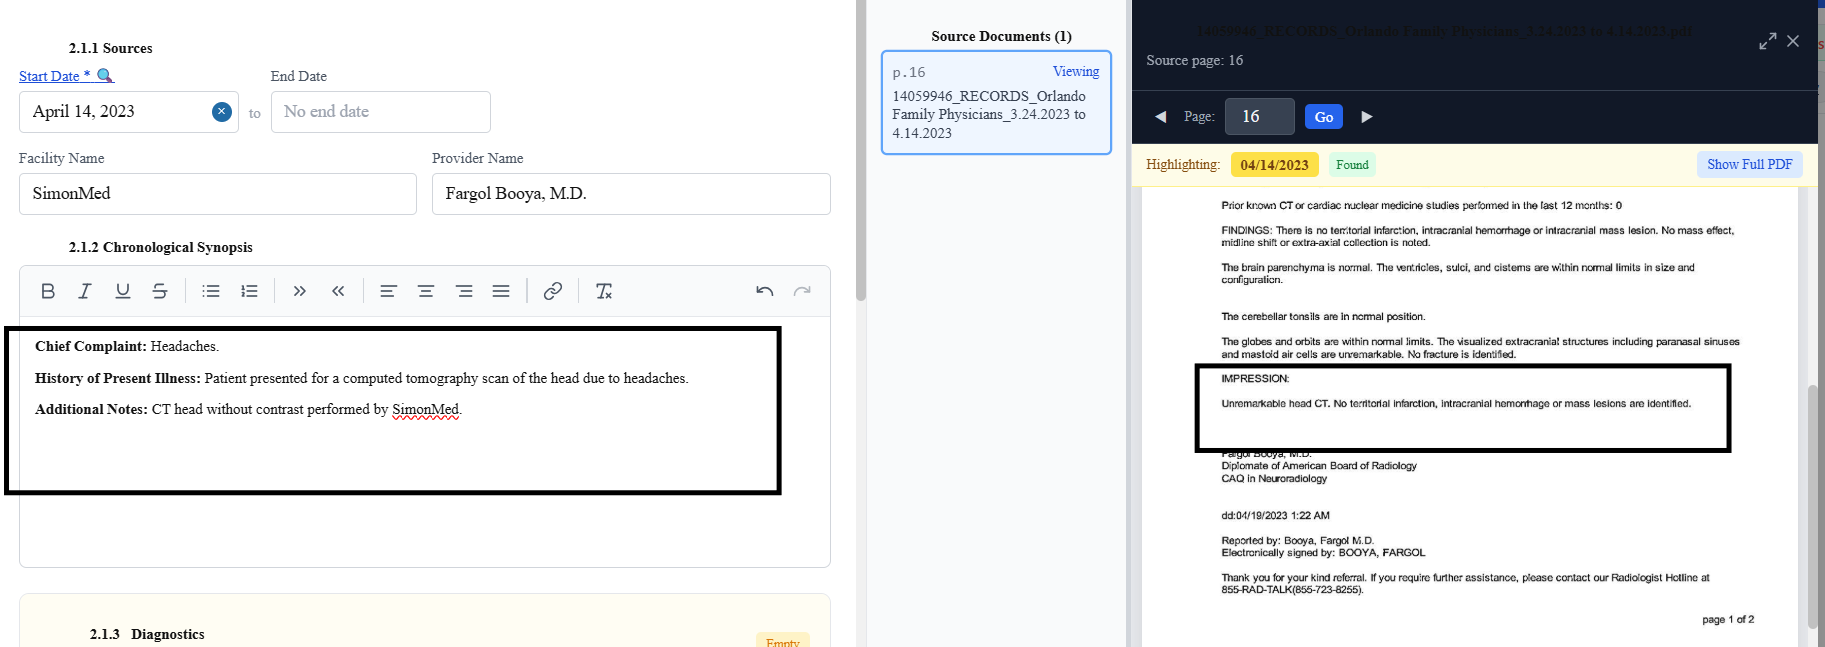 2.1.1 Sources
Start Date *
End Date
April 14, 2023
to
No end date
Facility Name
Provider Name
SimonMed
Fargol Booya, M.D.
2.1.2 Chronological Synopsis
Chief Complaint: Headaches.
History of Present Illness: Patient presented for a computed tomography scan of the head due to headaches.
Additional Notes: CT head without contrast performed by SimonMed.
2.1.3 Diagnostics
Empty
Source Documents (1)
p.16
Viewing
14059946_RECORDS_Orlando
Family Physicians_3.24.2023 to
4.14.2023
14059946_RECORDS_Orlando Family Physicians_3.24.2023 to 4.14.2023.pdf
Source page: 16
Page:
16
Go
Highlighting:
04/14/2023
Found
Show Full PDF
Prior known CT or cardiac nuclear medicine studies performed in the last 12 months: 0
FINDINGS: There is no territorial infarction, intracranial hemorrhage or intracranial mass lesion. No mass effect,
midline shift or extra-axial collection is noted.
The brain parenchyma is normal. The ventricles, sulci, and cisterns are within normal limits in size and
configuration.
The cerebellar tonsils are in normal position.
The globes and orbits are within normal limits. The visualized extracranial structures including paranasal sinuses
and mastoid air cells are unremarkable. No fracture is identified.
IMPRESSION:
Unremarkable head CT. No territorial infarction, intracranial hemorrhage or mass lesions are identified.
Fargol Booya, M.D.
Diplomate of American Board of Radiology
CAQ in Neuroradiology
dd:04/19/2023 1:22 AM
Reported by: Booya, Fargol M.D.
Electronically signed by: BOOYA, FARGOL
Thank you for your kind referral. If you require further assistance, please contact our Radiologist Hotline at
855-RAD-TALK(855-723-8255).
page 1 of 2